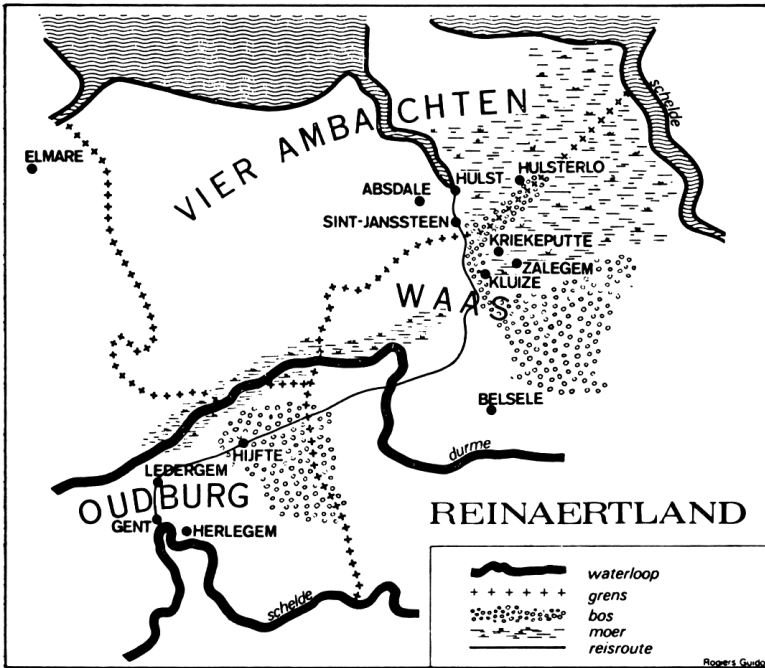 schelde
VIER AMBACHTEN
ELMARE
HULST
HULSTERLO
ABSDALE
SINT-JANSSTEEN
KRIEKEPUTTE
ZALEGEM
KLUIZE
WAAS
BELSELE
durme
HIJFTE
LEDERGEM
OUDBURG
GENT
HERLEGEM
schelde
REINAERTLAND
waterloop
grens
bos
moer
reisroute
Rogiers Guido